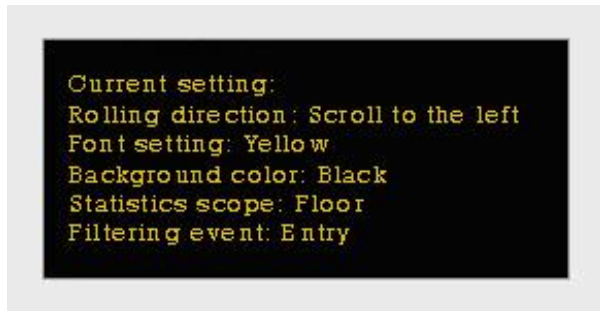 Current setting:
Rolling direction: Scroll to the left
Font setting: Yellow
Background color: Black
Statistics scope: Floor
Filtering event: Entry